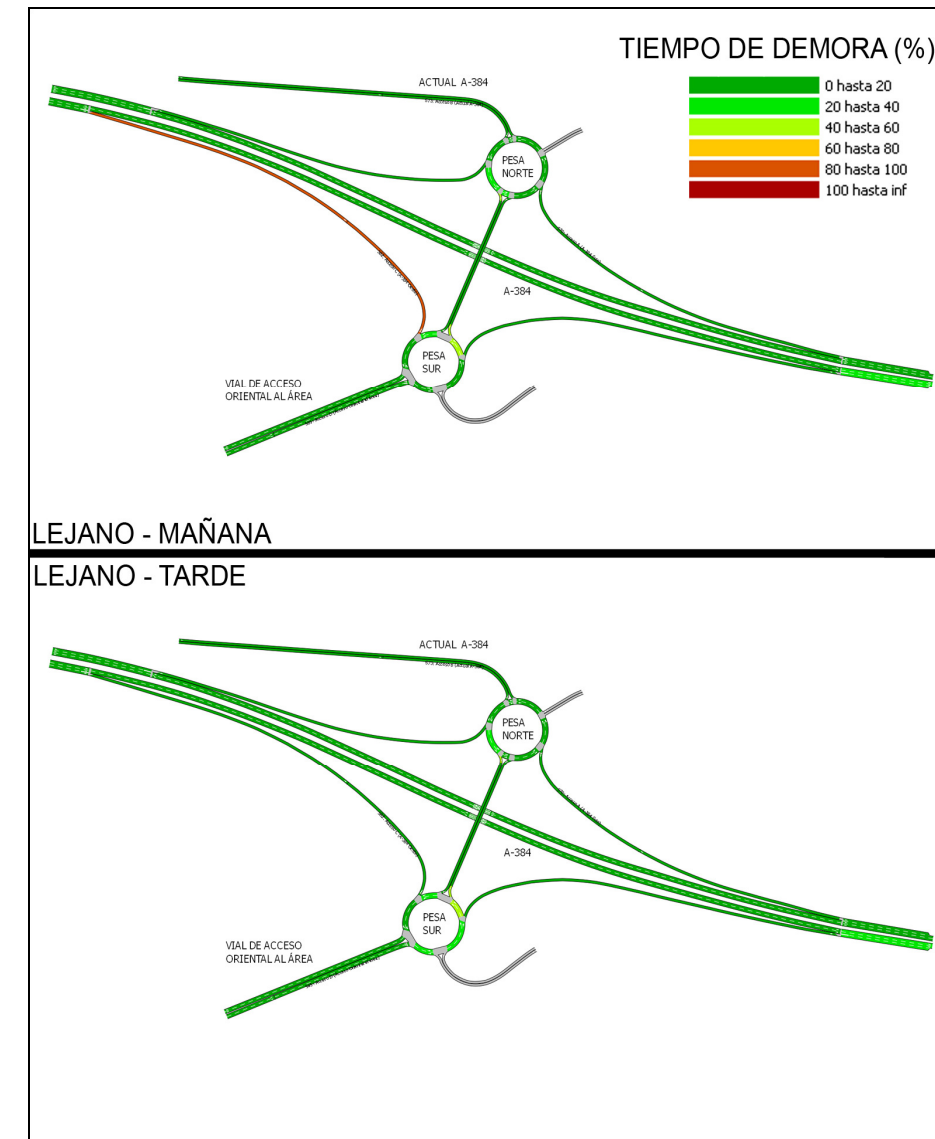 TIEMPO DE DEMORA (%)
0 hasta 20
20 hasta 40
40 hasta 60
60 hasta 80
80 hasta 100
100 hasta inf
ACTUAL A-384
PESA
NORTE
A-384
PESA
SUR
VIAL DE ACCESO
ORIENTAL AL ÁREA
LEJANO - MAÑANA
LEJANO - TARDE
ACTUAL A-384
PESA
NORTE
A-384
PESA
SUR
VIAL DE ACCESO
ORIENTAL AL ÁREA